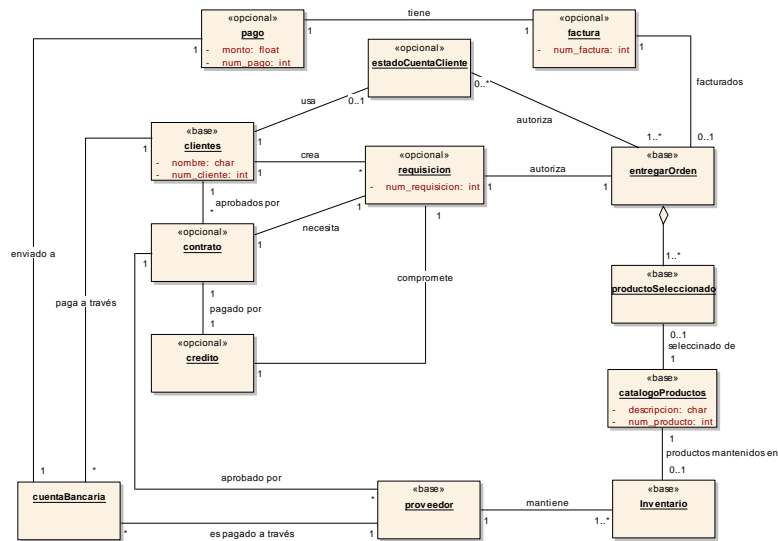 «opcional»
pago
- monto: float
- num_pago: int
1
tiene
1
«opcional»
factura
- num_factura: int
1
1
«opcional»
estadoCuentaCliente
0..1
0..*
usa
facturados
autoriza
1..*
0..1
«base»
clientes
- nombre: char
- num_cliente: int
1
1
1
crea
*
«opcional»
requisicion
- num_requisicion: int
1
autoriza
1
«base»
entregarOrden
1
aprobados por
*
1
1
necesita
«opcional»
contrato
1
1
1
enviado a
paga a través
pagado por
1
compromete
1..*
«base»
productoSeleccionado
0..1
seleccinado de
1
«opcional»
credito
1
«base»
catalogoProductos
- descripcion: char
- num_producto: int
1
productos mantenidos en
0..1
1
*
cuentaBancaria
*
aprobado por
*
«base»
proveedor
1
es pagado a través
1
mantiene
1..*
«base»
Inventario